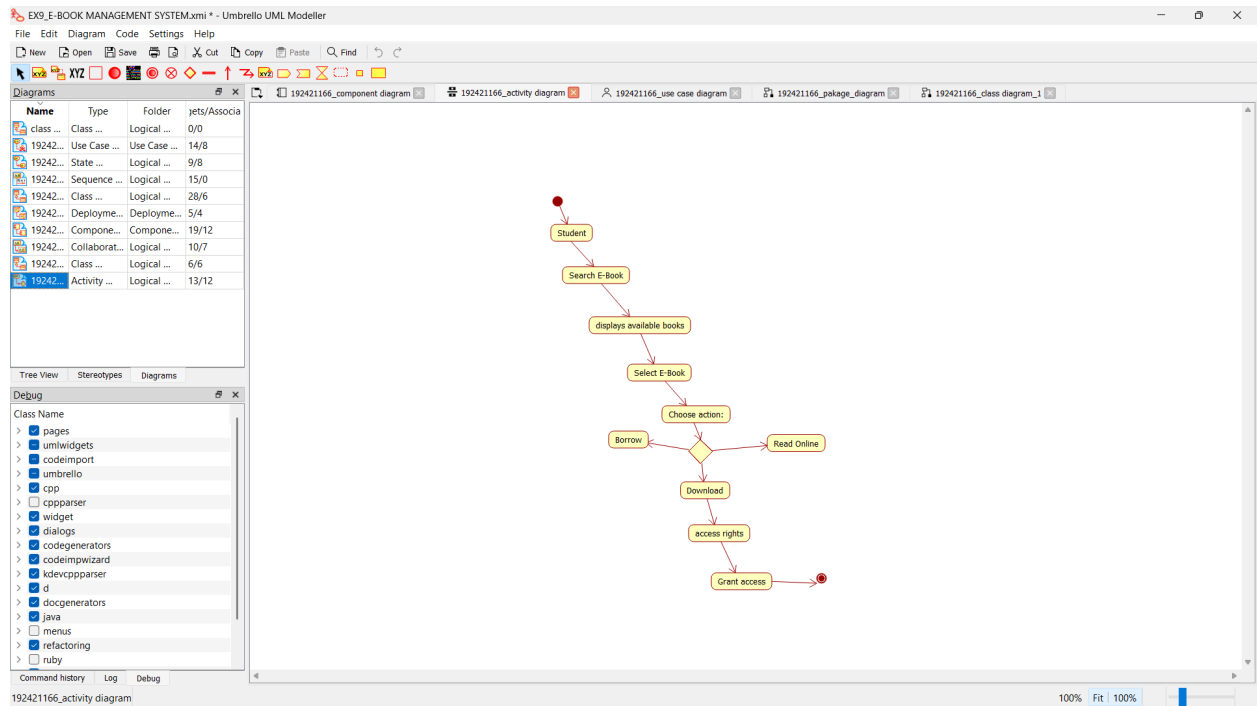 EX9_E-BOOK MANAGEMENT SYSTEM.xmi * - Umbrello UML Modeller
File Edit Diagram Code Settings Help
New Open Save Cut Copy Paste Find
XYZ XYZ XYZ XYZ
Diagrams
192421166_component diagram 192421166_activity diagram 192421166_use case diagram 192421166_pakage_diagram 192421166_class diagram_1
Name Type Folder jets/Associa
class ... Class ... Logical ... 0/0
19242... Use Case ... Use Case ... 14/8
19242... State ... Logical ... 9/8
19242... Sequence ... Logical ... 15/0
19242... Class ... Logical ... 28/6
19242... Deployme... Deployme... 5/4
19242... Compone... Compone... 19/12
19242... Collaborat... Logical ... 10/7
19242... Class ... Logical ... 6/6
19242... Activity ... Logical ... 13/12
Tree View Stereotypes Diagrams
Debug
Class Name
pages
umlwidgets
codeimport
umbrello
cpp
cppparser
widget
dialogs
codegenerators
codeimpwizard
kdevcppparser
d
docgenerators
java
menus
refactoring
ruby
Command history Log Debug
Student
Search E-Book
displays available books
Select E-Book
Choose action:
Borrow
Read Online
Download
access rights
Grant access
192421166_activity diagram
100% Fit 100%